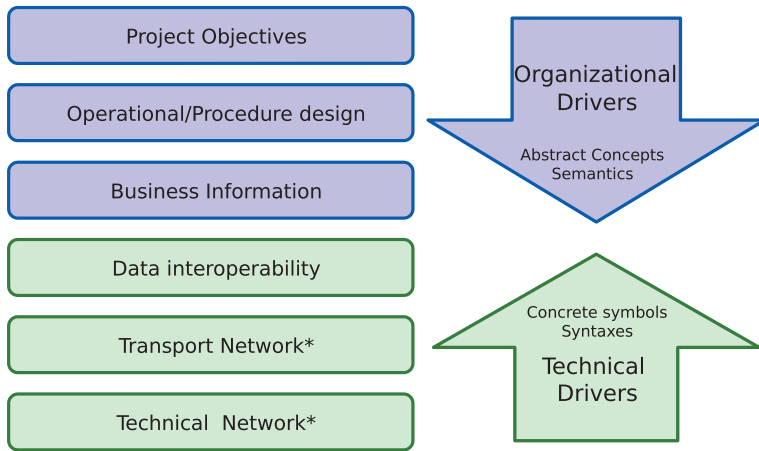 Project Objectives
Operational/Procedure design
Business Information
Data interoperability
Transport Network*
Technical  Network*
Organizational
Drivers
Abstract Concepts
Semantics
Concrete symbols
Syntaxes
Technical
Drivers